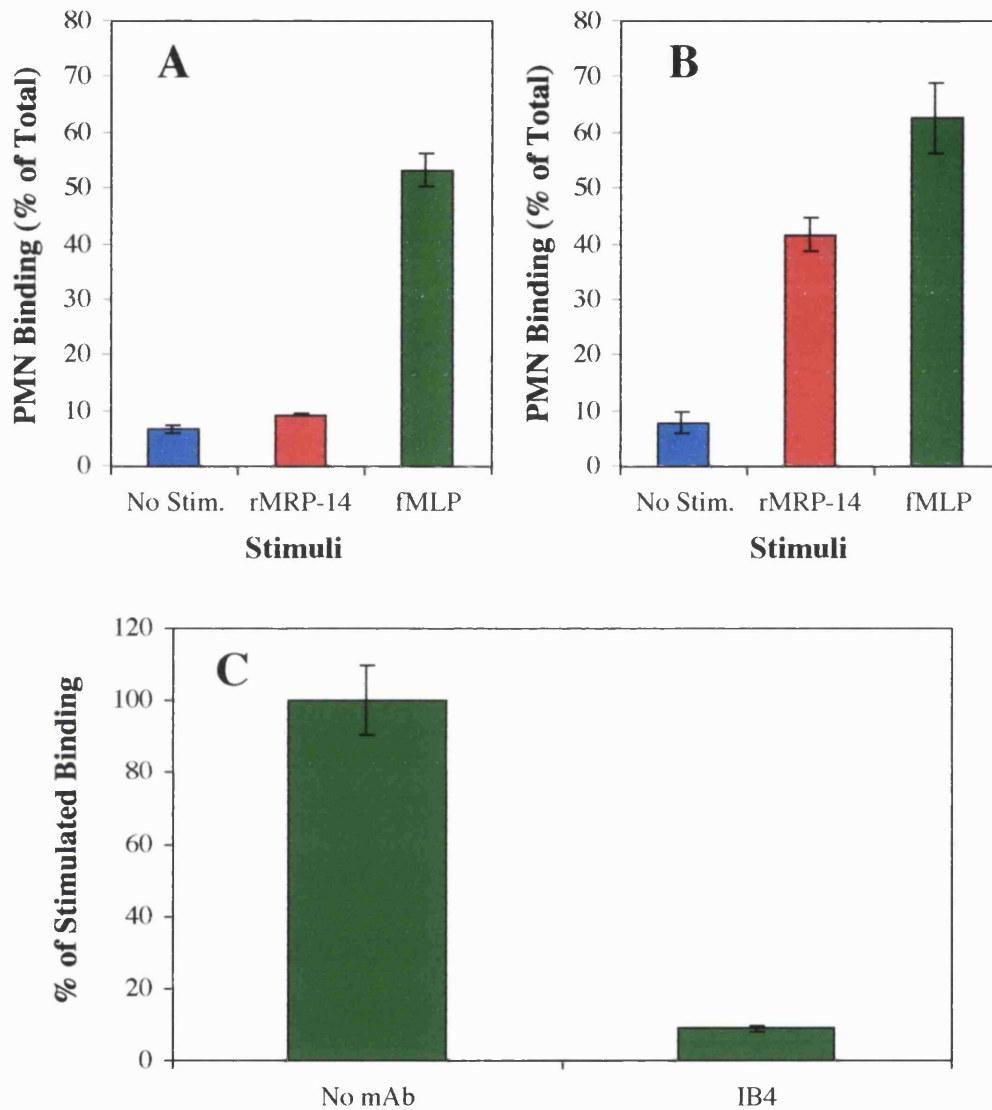 A
PMN Binding (% of Total)
80
70
60
50
40
30
20
10
0
No Stim. rMRP-14 fMLP
Stimuli
B
PMN Binding (% of Total)
80
70
60
50
40
30
20
10
0
No Stim. rMRP-14 fMLP
Stimuli
C
% of Stimulated Binding
120
100
80
60
40
20
0
No mAb IB4